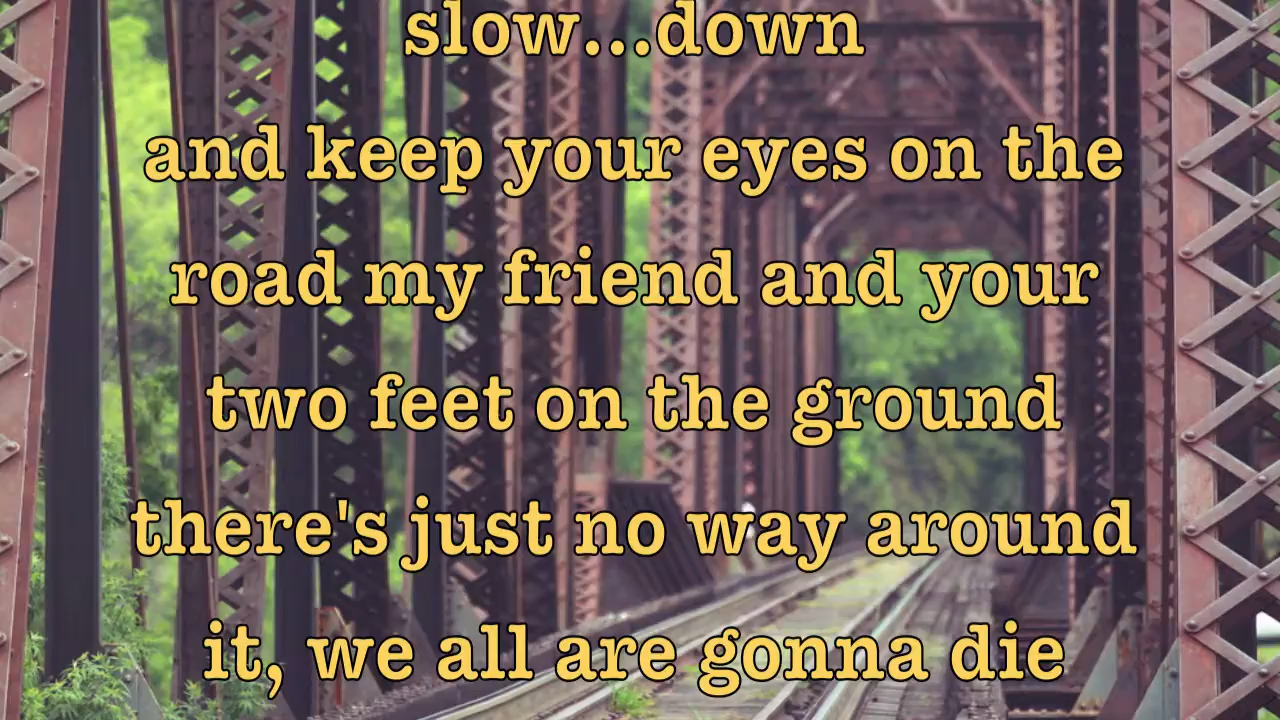 slow...down
and keep your eyes on the
road my friend and your
two feet on the ground
there's just no way around
it, we all are gonna die